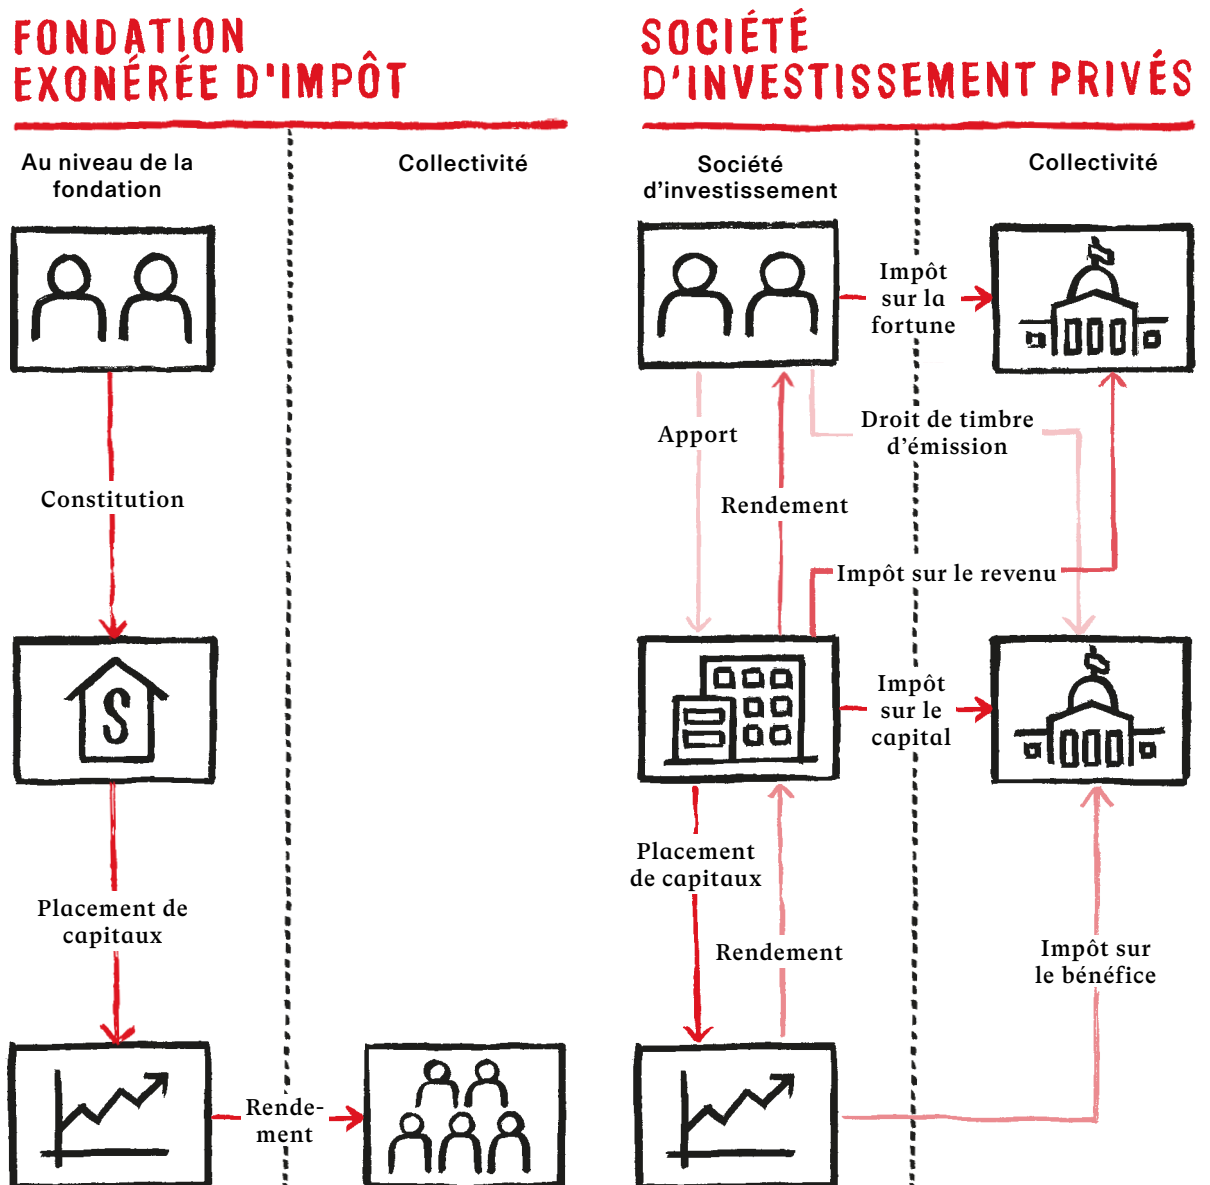 FONDATION
EXONÉRÉE D'IMPÔT
Au niveau de la
fondation
Collectivité
Constitution
S
Placement de
capitaux
Rende-
ment
SOCIÉTÉ
D'INVESTISSEMENT PRIVÉS
Société
d'investissement
Collectivité
Impôt
sur la
fortune
Apport
Droit de timbre
d'émission
Rendement
Impôt sur le revenu
Impôt
sur le
capital
Placement
de capitaux
Rendement
Impôt sur
le bénéfice